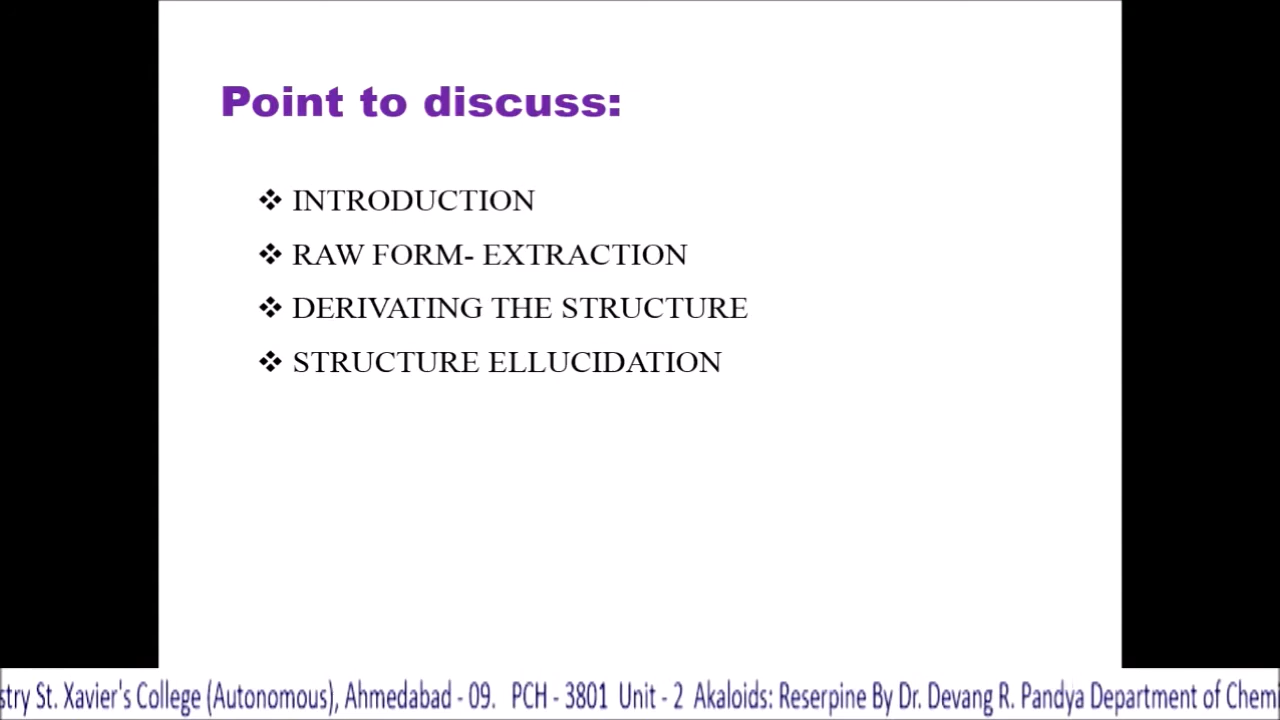 Point to discuss:
❖ INTRODUCTION
❖ RAW FORM- EXTRACTION
❖ DERIVATING THE STRUCTURE
❖ STRUCTURE ELLUCIDATION
stry St. Xavier's College (Autonomous), Ahmedabad - 09. PCH - 3801 Unit - 2 Akaloids: Reserpine By Dr. Devang R. Pandya Department of Chem